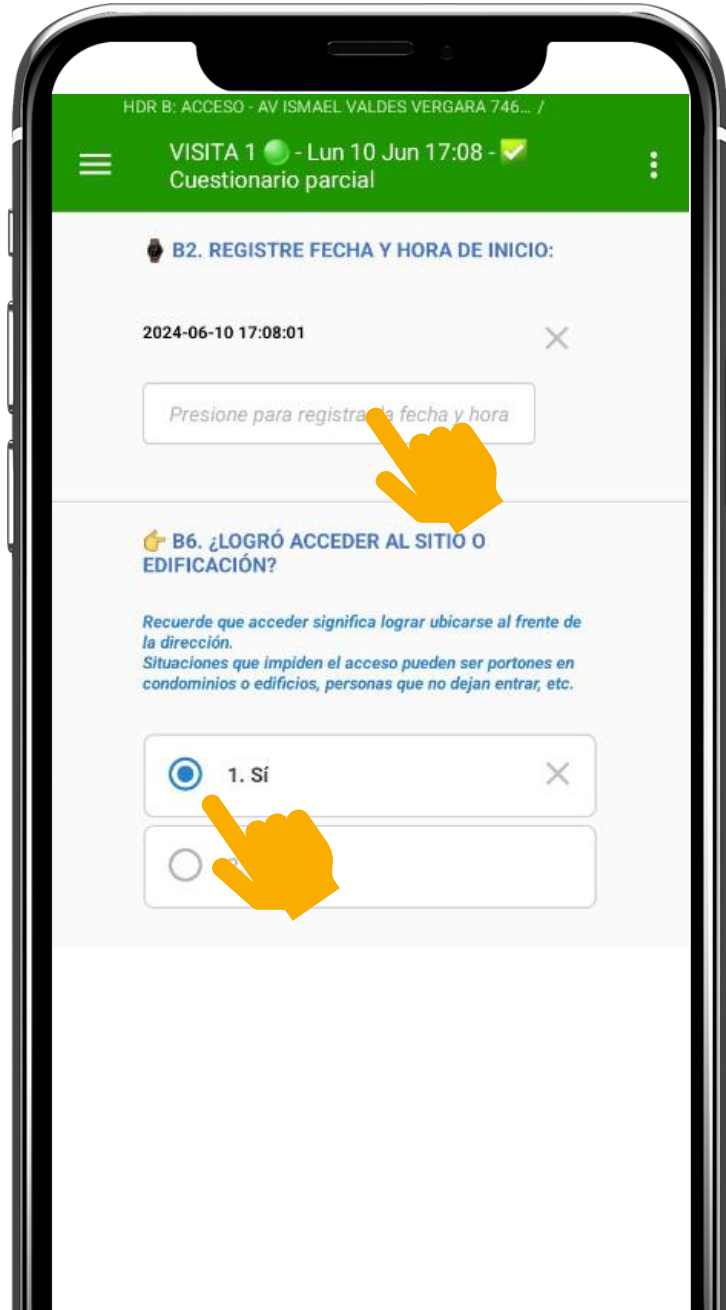 HDR B: ACCESO - AV ISMAEL VALDES VERGARA 746... /
VISITA 1 🟢 - Lun 10 Jun 17:08 - ✅
Cuestionario parcial
⌚ B2. REGISTRE FECHA Y HORA DE INICIO:
2024-06-10 17:08:01
Presione para registrar la fecha y hora
👉 B6. ¿LOGRÓ ACCEDER AL SITIO O
EDIFICACIÓN?
Recuerde que acceder significa lograr ubicarse al frente de
la dirección.
Situaciones que impiden el acceso pueden ser portones en
condominios o edificios, personas que no dejan entrar, etc.
1. Sí